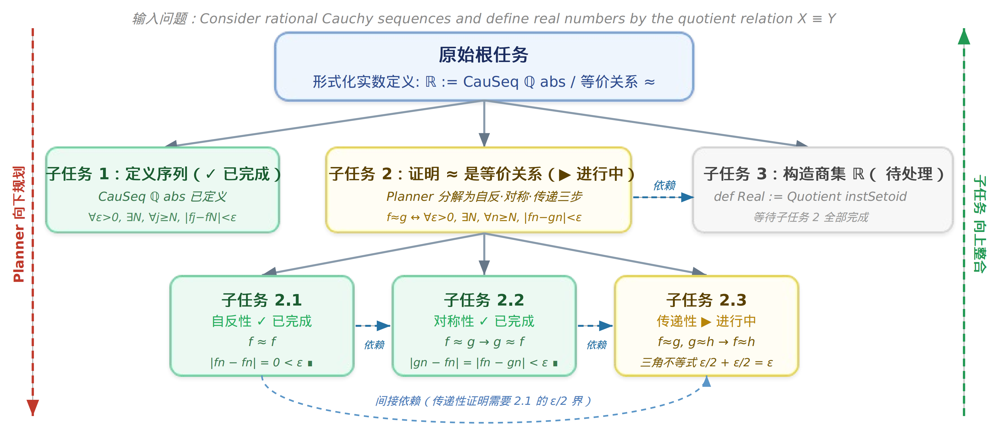 输入问题：Consider rational Cauchy sequences and define real numbers by the quotient relation X ≡ Y
原始根任务
形式化实数定义: ℝ := CauSeq ℚ abs / 等价关系 ≈
Planner 向下规划
子任务 向上整合
子任务 1：定义序列（✓ 已完成）
CauSeq ℚ abs 已定义
∀ε>0, ∃N, ∀j≥N, |fj−fN|<ε
子任务 2：证明 ≈ 是等价关系（▶ 进行中）
Planner 分解为自反·对称·传递三步
f≈g ↔ ∀ε>0, ∃N, ∀n≥N, |fn−gn|<ε
依赖
子任务 3：构造商集 ℝ（ 待处理）
def Real := Quotient instSetoid
等待子任务 2 全部完成
子任务 2.1
自反性 ✓ 已完成
f ≈ f
|fn − fn| = 0 < ε ∎
依赖
子任务 2.2
对称性 ✓ 已完成
f ≈ g → g ≈ f
|gn − fn| = |fn − gn| < ε ∎
依赖
子任务 2.3
传递性 ▶ 进行中
f≈g, g≈h → f≈h
三角不等式 ε/2 + ε/2 = ε
间接依赖（传递性证明需要 2.1 的 ε/2 界）